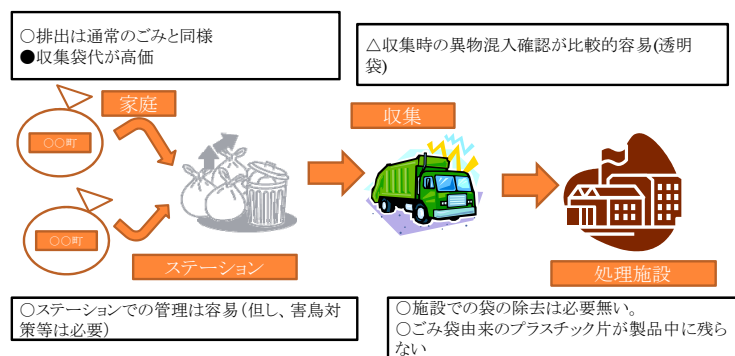 ○排出は通常のごみと同様
●収集袋代が高価
△収集時の異物混入確認が比較的容易(透明
袋)
家庭
収集
○○町
○○町
ステーション
処理施設
○ステーションでの管理は容易(但し、害鳥対
策等は必要)
○施設での袋の除去は必要無い。
○ごみ袋由来のプラスチック片が製品中に残ら
ない